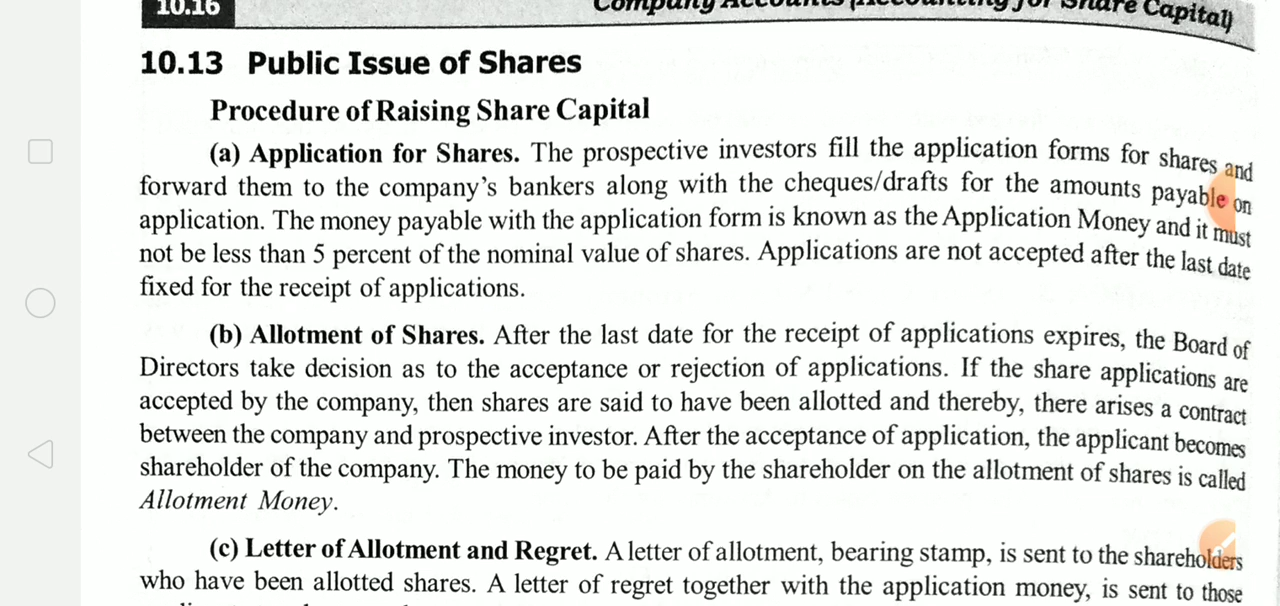 10.16
Company Accounts (Accounting for Share Capital)
10.13 Public Issue of Shares
Procedure of Raising Share Capital
(a) Application for Shares. The prospective investors fill the application forms for shares and
forward them to the company's bankers along with the cheques/drafts for the amounts payable on
application. The money payable with the application form is known as the Application Money and it must
not be less than 5 percent of the nominal value of shares. Applications are not accepted after the last date
fixed for the receipt of applications.
(b) Allotment of Shares. After the last date for the receipt of applications expires, the Board of
Directors take decision as to the acceptance or rejection of applications. If the share applications are
accepted by the company, then shares are said to have been allotted and thereby, there arises a contract
between the company and prospective investor. After the acceptance of application, the applicant becomes
shareholder of the company. The money to be paid by the shareholder on the allotment of shares is called
Allotment Money.
(c) Letter of Allotment and Regret. A letter of allotment, bearing stamp, is sent to the shareholders
who have been allotted shares. A letter of regret together with the application money, is sent to those